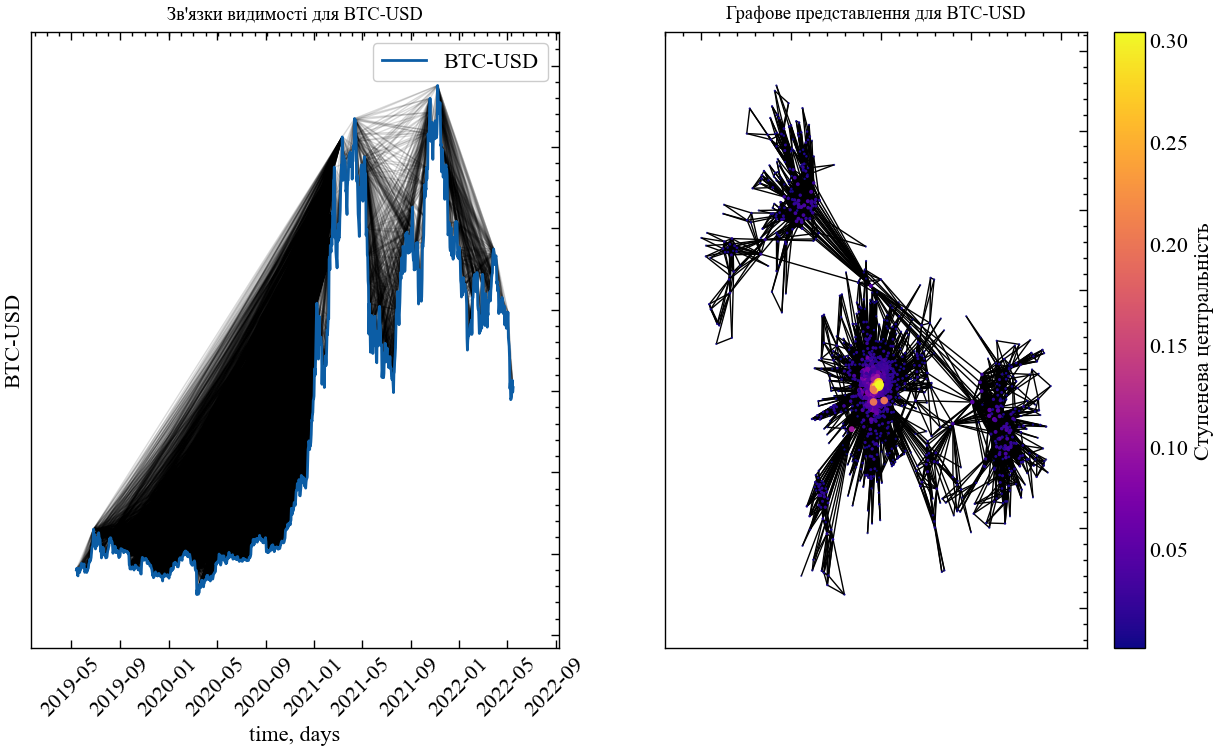 Зв'язки видимості для BTC-USD
BTC-USD
BTC-USD
2019-05
2019-09
2020-01
2020-05
2020-09
2021-01
2021-05
2021-09
2022-01
2022-05
2022-09
time, days
Графове представлення для BTC-USD
0.30
0.25
0.20
0.15
0.10
0.05
Ступенева центральність